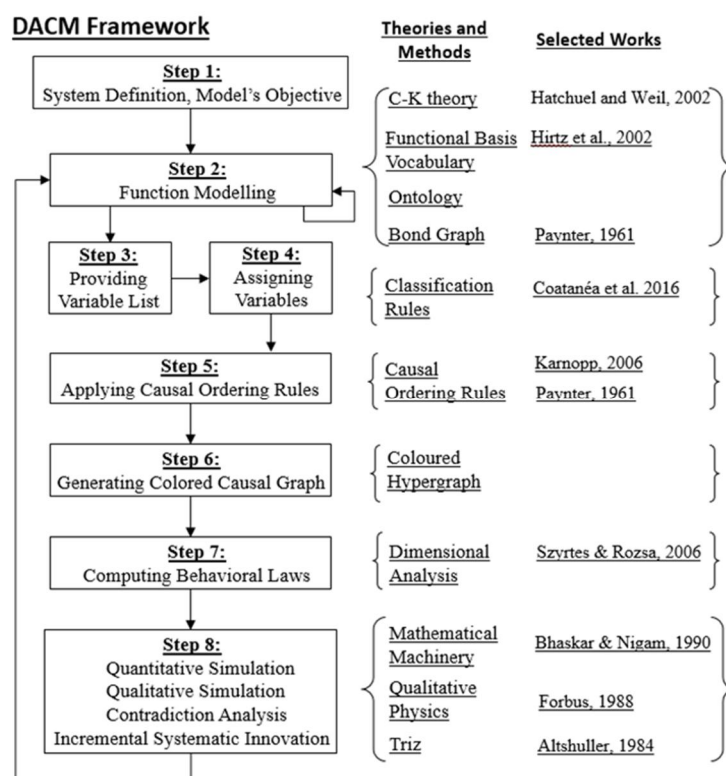 DACM Framework
Theories and
Methods
Selected Works
Step 1:
System Definition, Model's Objective
Step 2:
Function Modelling
C-K theory
Hatchuel and Weil, 2002
Functional Basis
Vocabulary
Hirtz et al., 2002
Ontology
Bond Graph
Paynter, 1961
Step 3:
Providing
Variable List
Step 4:
Assigning
Variables
Classification
Rules
Coatanéa et al. 2016
Step 5:
Applying Causal Ordering Rules
Causal
Ordering Rules
Karnopp, 2006
Paynter, 1961
Step 6:
Generating Colored Causal Graph
Coloured
Hypergraph
Step 7:
Computing Behavioral Laws
Dimensional
Analysis
Szyrtes & Rozsa, 2006
Step 8:
Quantitative Simulation
Qualitative Simulation
Contradiction Analysis
Incremental Systematic Innovation
Mathematical
Machinery
Bhaskar & Nigam, 1990
Qualitative
Physics
Forbus, 1988
Triz
Altshuller, 1984